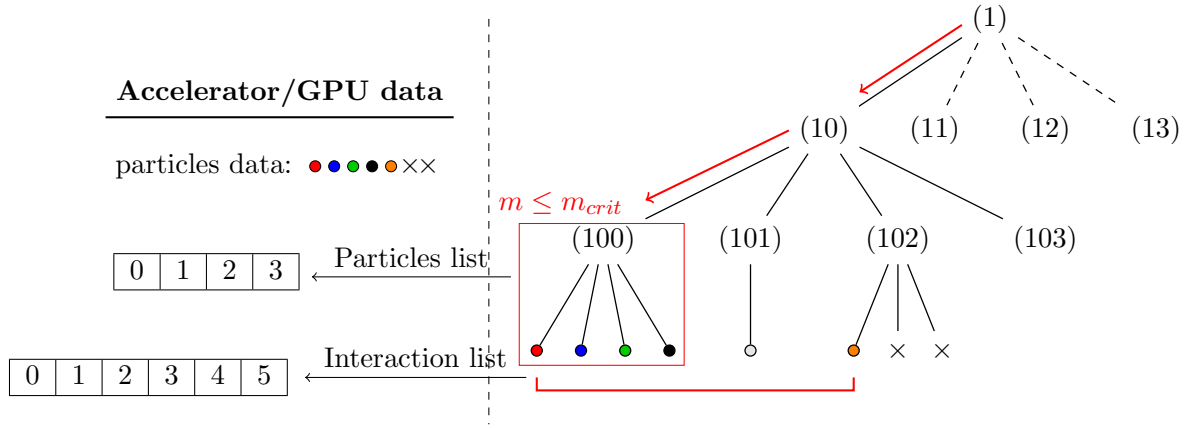 (1)
Accelerator/GPU data
(10) (11) (12) (13)
particles data: ××
m ≤ m_crit
(100) (101) (102) (103)
Particles list
0 1 2 3
× ×
Interaction list
0 1 2 3 4 5